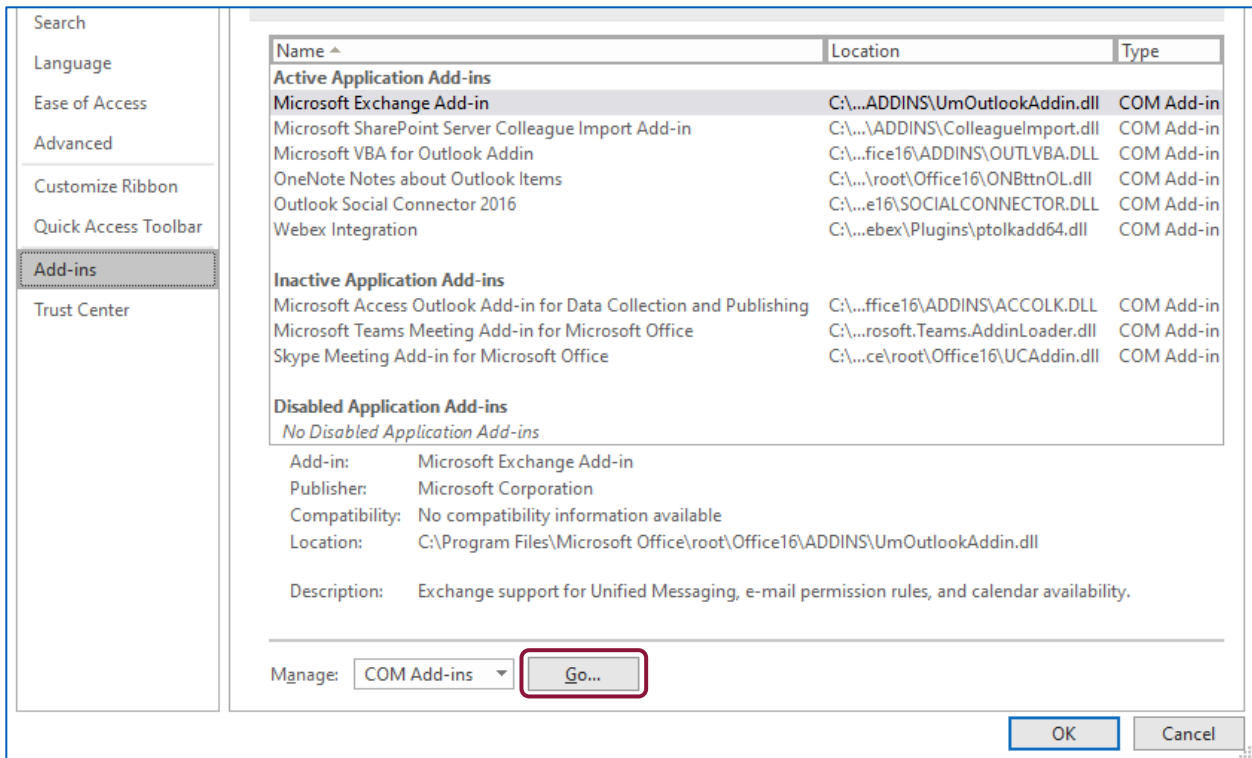 Search
Language
Ease of Access
Advanced
Customize Ribbon
Quick Access Toolbar
Add-ins
Trust Center
Name Location Type
Active Application Add-ins
Microsoft Exchange Add-in C:\...ADDINS\UmOutlookAddin.dll COM Add-in
Microsoft SharePoint Server Colleague Import Add-in C:\...\ADDINS\ColleagueImport.dll COM Add-in
Microsoft VBA for Outlook Addin C:\...fice16\ADDINS\OUTLVBA.DLL COM Add-in
OneNote Notes about Outlook Items C:\...\root\Office16\ONBttnOL.dll COM Add-in
Outlook Social Connector 2016 C:\...e16\SOCIALCONNECTOR.DLL COM Add-in
Webex Integration C:\...ebex\Plugins\ptolkadd64.dll COM Add-in
Inactive Application Add-ins
Microsoft Access Outlook Add-in for Data Collection and Publishing C:\...ffice16\ADDINS\ACCOLK.DLL COM Add-in
Microsoft Teams Meeting Add-in for Microsoft Office C:\...rosoft.Teams.AddinLoader.dll COM Add-in
Skype Meeting Add-in for Microsoft Office C:\...ce\root\Office16\UCAddin.dll COM Add-in
Disabled Application Add-ins
No Disabled Application Add-ins
Add-in: Microsoft Exchange Add-in
Publisher: Microsoft Corporation
Compatibility: No compatibility information available
Location: C:\Program Files\Microsoft Office\root\Office16\ADDINS\UmOutlookAddin.dll
Description: Exchange support for Unified Messaging, e-mail permission rules, and calendar availability.
Manage: COM Add-ins Go...
OK Cancel